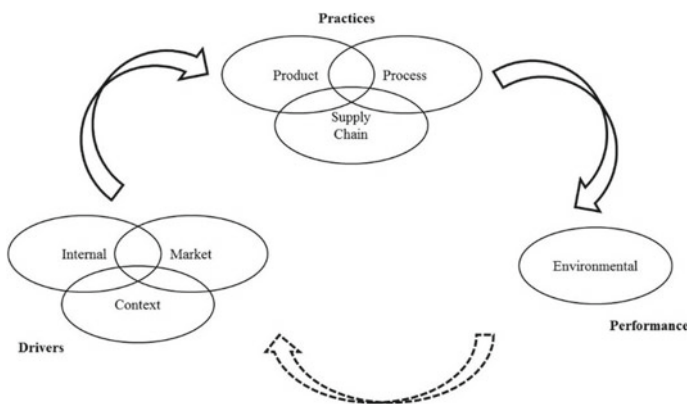 Practices
Product
Process
Supply
Chain
Internal
Market
Context
Drivers
Environmental
Performance